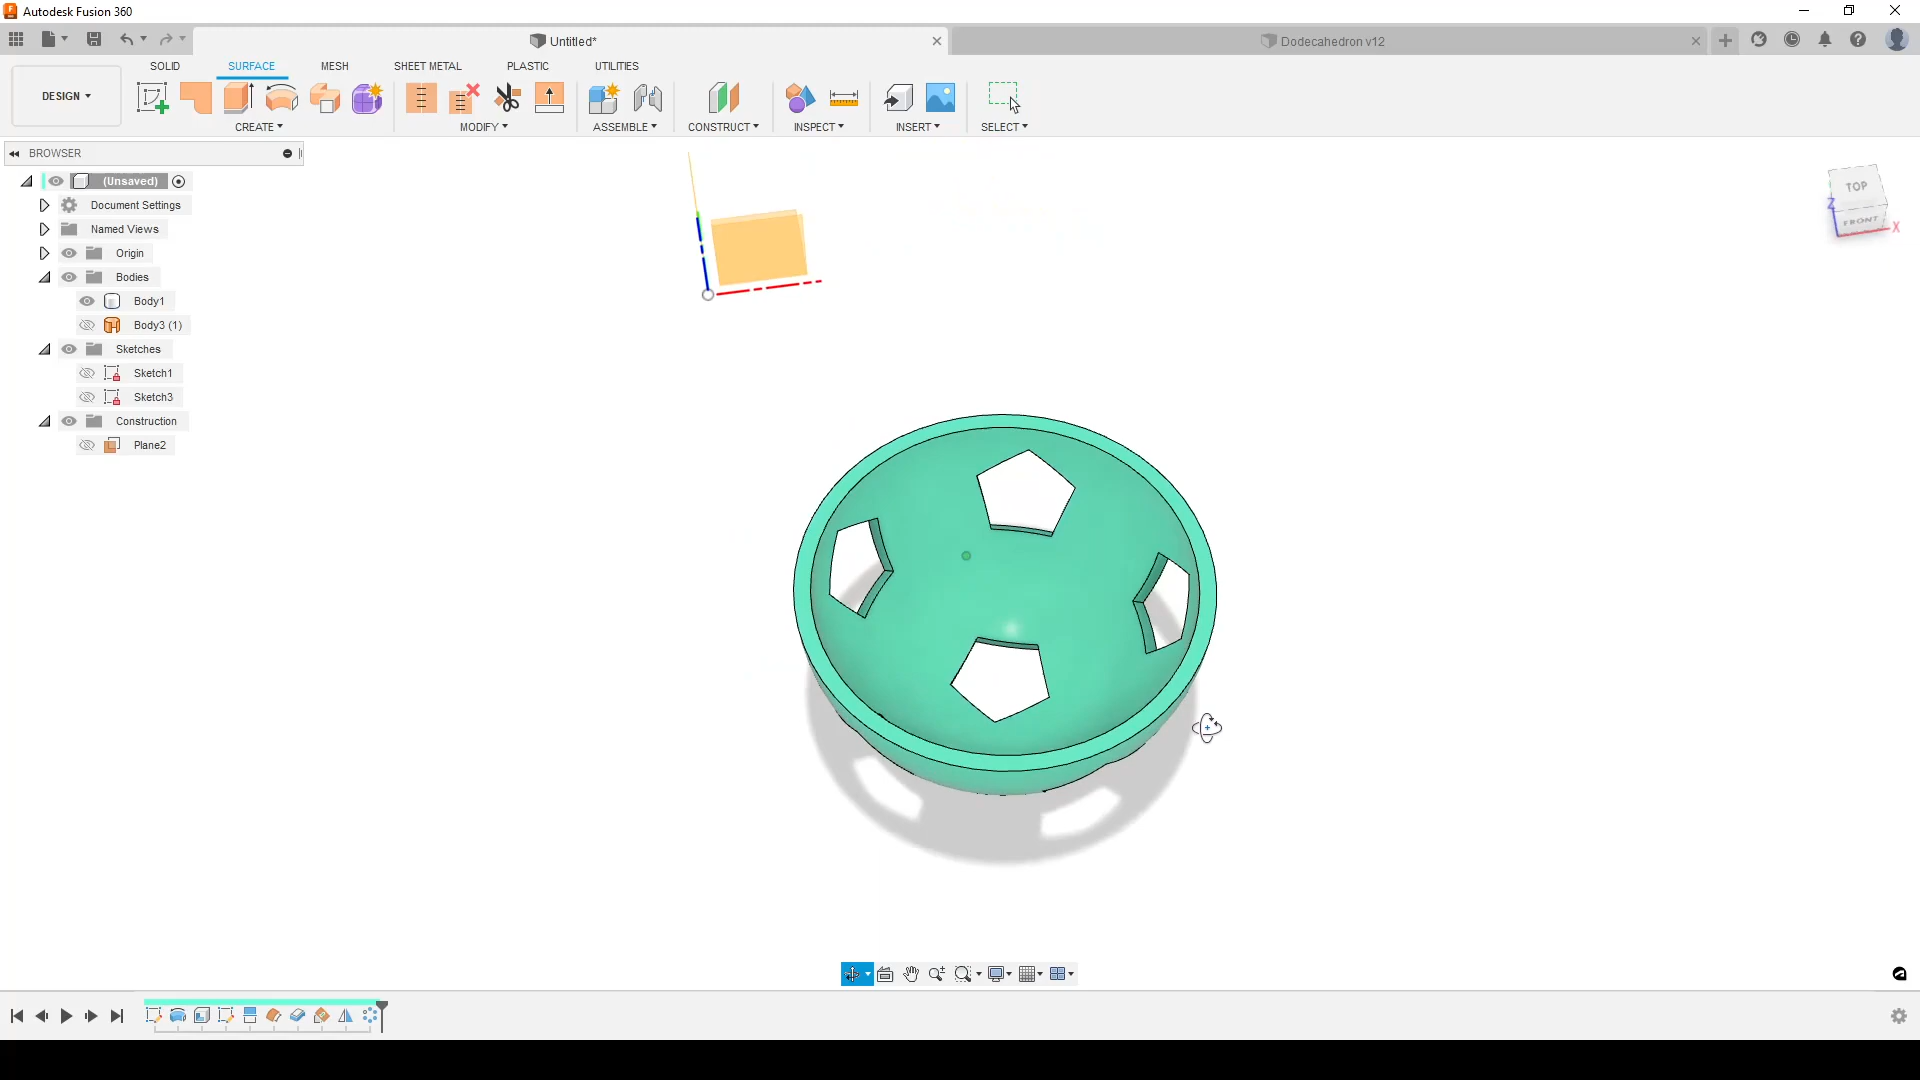 Autodesk Fusion 360
Untitled*
Dodecahedron v12
DESIGN
SOLID
SURFACE
MESH
SHEET METAL
PLASTIC
UTILITIES
CREATE
MODIFY
ASSEMBLE
CONSTRUCT
INSPECT
INSERT
SELECT
BROWSER
(Unsaved)
Document Settings
Named Views
Origin
Bodies
Body1
Body3 (1)
Sketches
Sketch1
Sketch3
Construction
Plane2
TOP
FRONT
Z
X